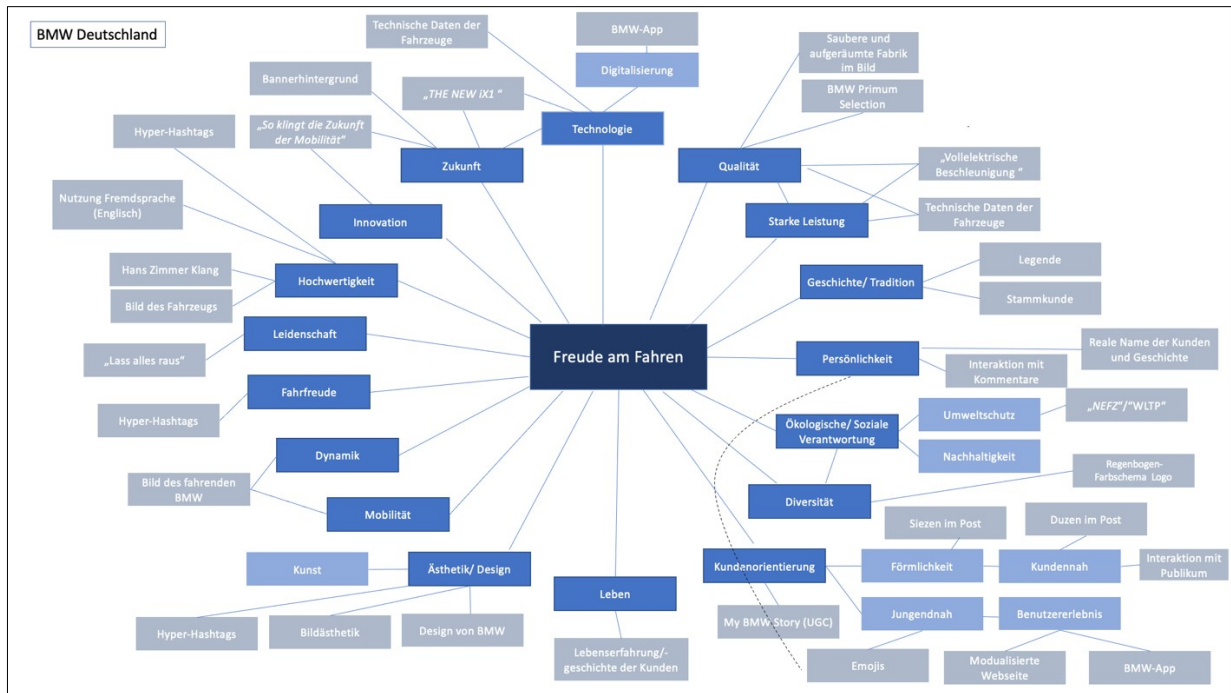 BMW Deutschland
Technische Daten der
Fahrzeuge
BMW-App
Digitalisierung
Saubere und
aufgeräumte Fabrik
im Bild
Bannerhintergrund
„THE NEW iX1 “
BMW Primum
Selection
Hyper-Hashtags
„So klingt die Zukunft
der Mobilität“
Technologie
Zukunft
Qualität
„Vollelektrische
Beschleunigung “
Nutzung Fremdsprache
(Englisch)
Innovation
Starke Leistung
Technische Daten der
Fahrzeuge
Hans Zimmer Klang
Bild des Fahrzeugs
Hochwertigkeit
Geschichte/ Tradition
Legende
Stammkunde
Leidenschaft
„Lass alles raus“
Freude am Fahren
Persönlichkeit
Reale Name der Kunden
und Geschichte
Interaktion mit
Kommentare
Fahrfreude
Hyper-Hashtags
Ökologische/ Soziale
Verantwortung
Umweltschutz
„NEFZ“/“WLTP“
Nachhaltigkeit
Dynamik
Bild des fahrenden
BMW
Mobilität
Diversität
Regenbogen-
Farbschema Logo
Siezen im Post
Duzen im Post
Kunst
Ästhetik/ Design
Leben
Kundenorientierung
Förmlichkeit
Kundennah
Interaktion mit
Publikum
Hyper-Hashtags
Bildästhetik
Design von BMW
My BMW Story (UGC)
Jungendnah
Benutzererlebnis
Lebenserfahrung/-
geschichte der Kunden
Emojis
Modualisierte
Webseite
BMW-App